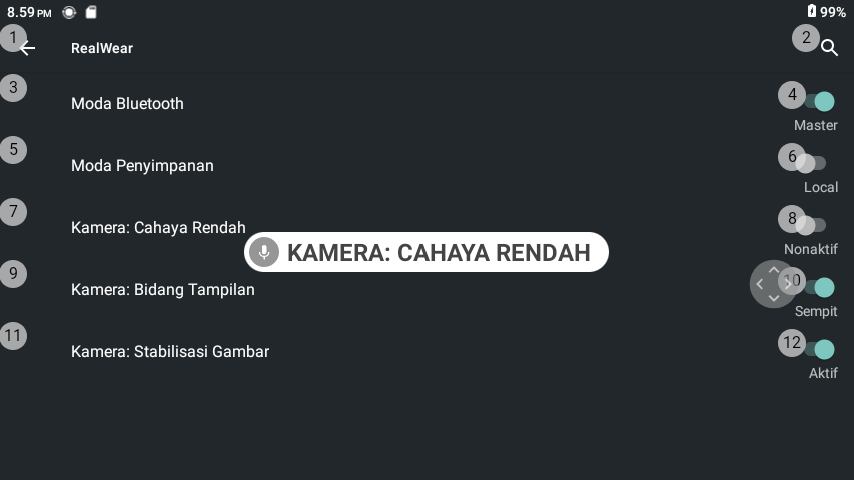 8.59 PM
99%
1
RealWear
2
3
Moda Bluetooth
4
Master
5
Moda Penyimpanan
6
Local
7
Kamera: Cahaya Rendah
8
Nonaktif
KAMERA: CAHAYA RENDAH
9
Kamera: Bidang Tampilan
10
Sempit
11
Kamera: Stabilisasi Gambar
12
Aktif